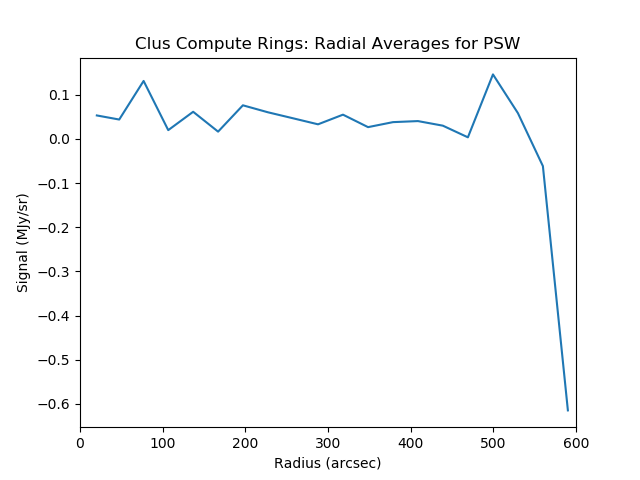 Clus Compute Rings: Radial Averages for PSW
0.1
0.0
−0.1
−0.2
−0.3
−0.4
−0.5
−0.6
Signal (MJy/sr)
0 100 200 300 400 500 600
Radius (arcsec)